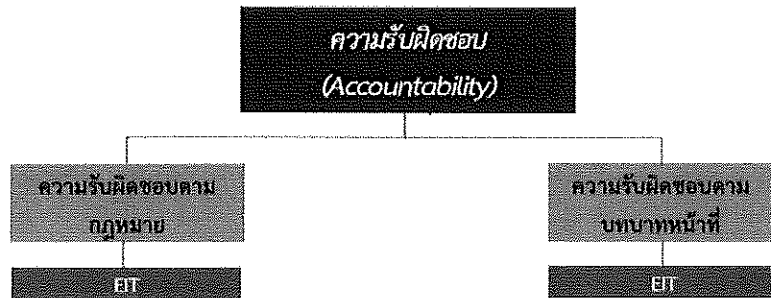 ความรับผิดชอบ
(Accountability)
ความรับผิดชอบตาม
กฎหมาย
EIT
ความรับผิดชอบตาม
บทบาทหน้าที่
EIT